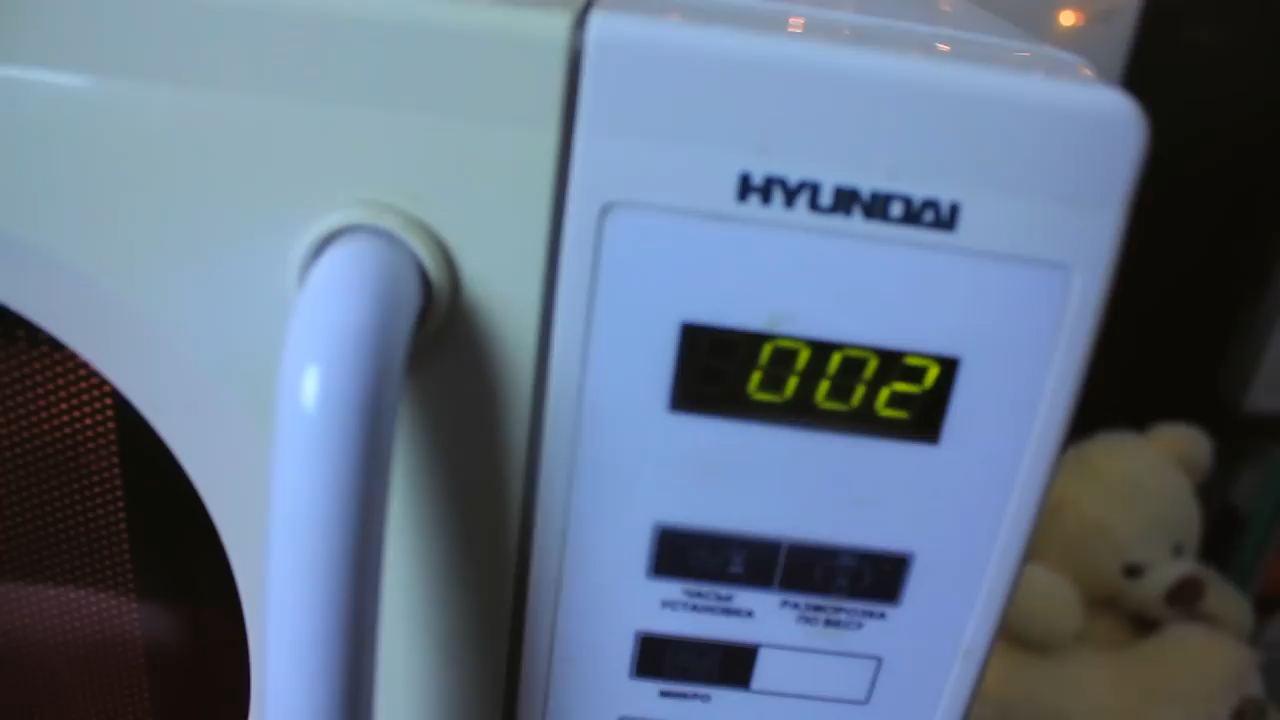 HYUNDAI
002
ЧАСЫ/
УСТАНОВКА
РАЗМОРОЗКА
ПО ВЕСУ
МИКРО